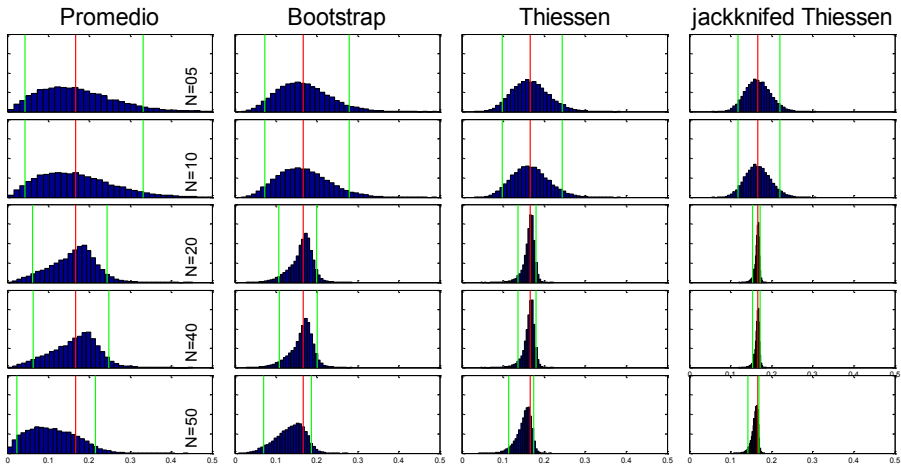 Promedio Bootstrap Thiessen jackknifed Thiessen
N=05
N=10
N=20
N=40
0 0.1 0.2 0.3 0.4 0.5
N=50
0 0.1 0.2 0.3 0.4 0.5 0 0.1 0.2 0.3 0.4 0.5 0 0.1 0.2 0.3 0.4 0.5 0 0.1 0.2 0.3 0.4 0.5